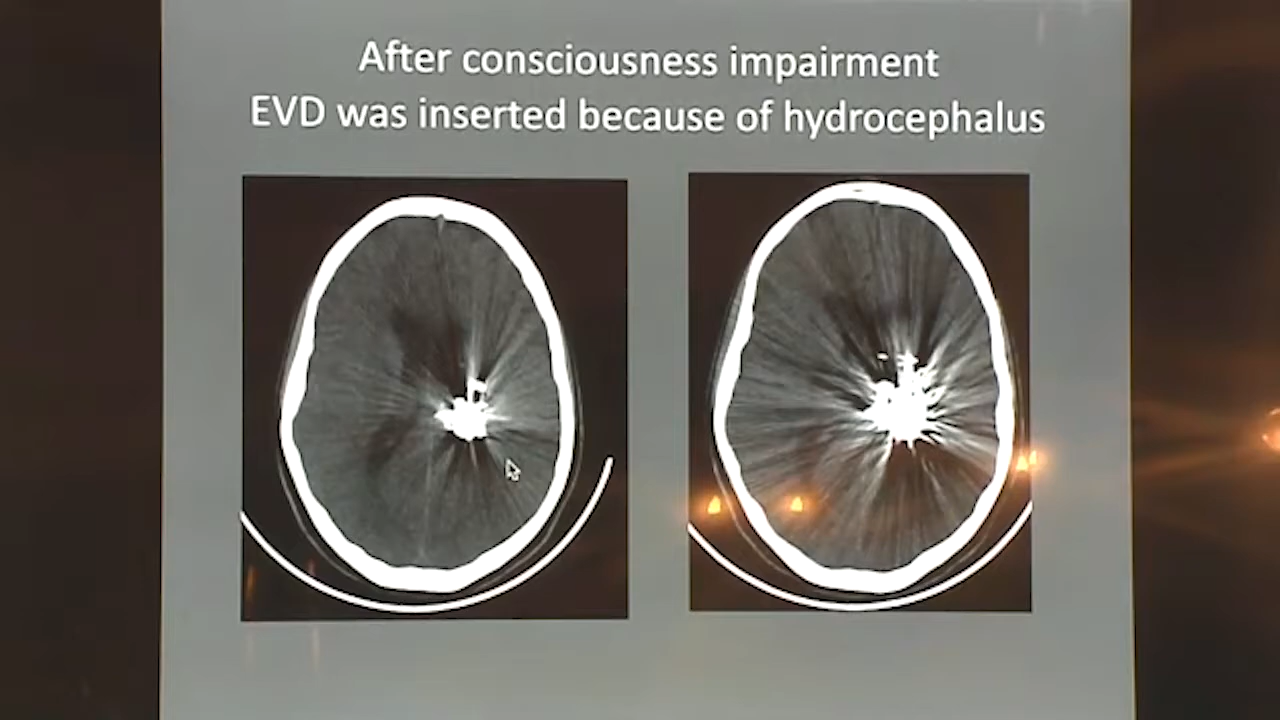 After consciousness impairment
EVD was inserted because of hydrocephalus